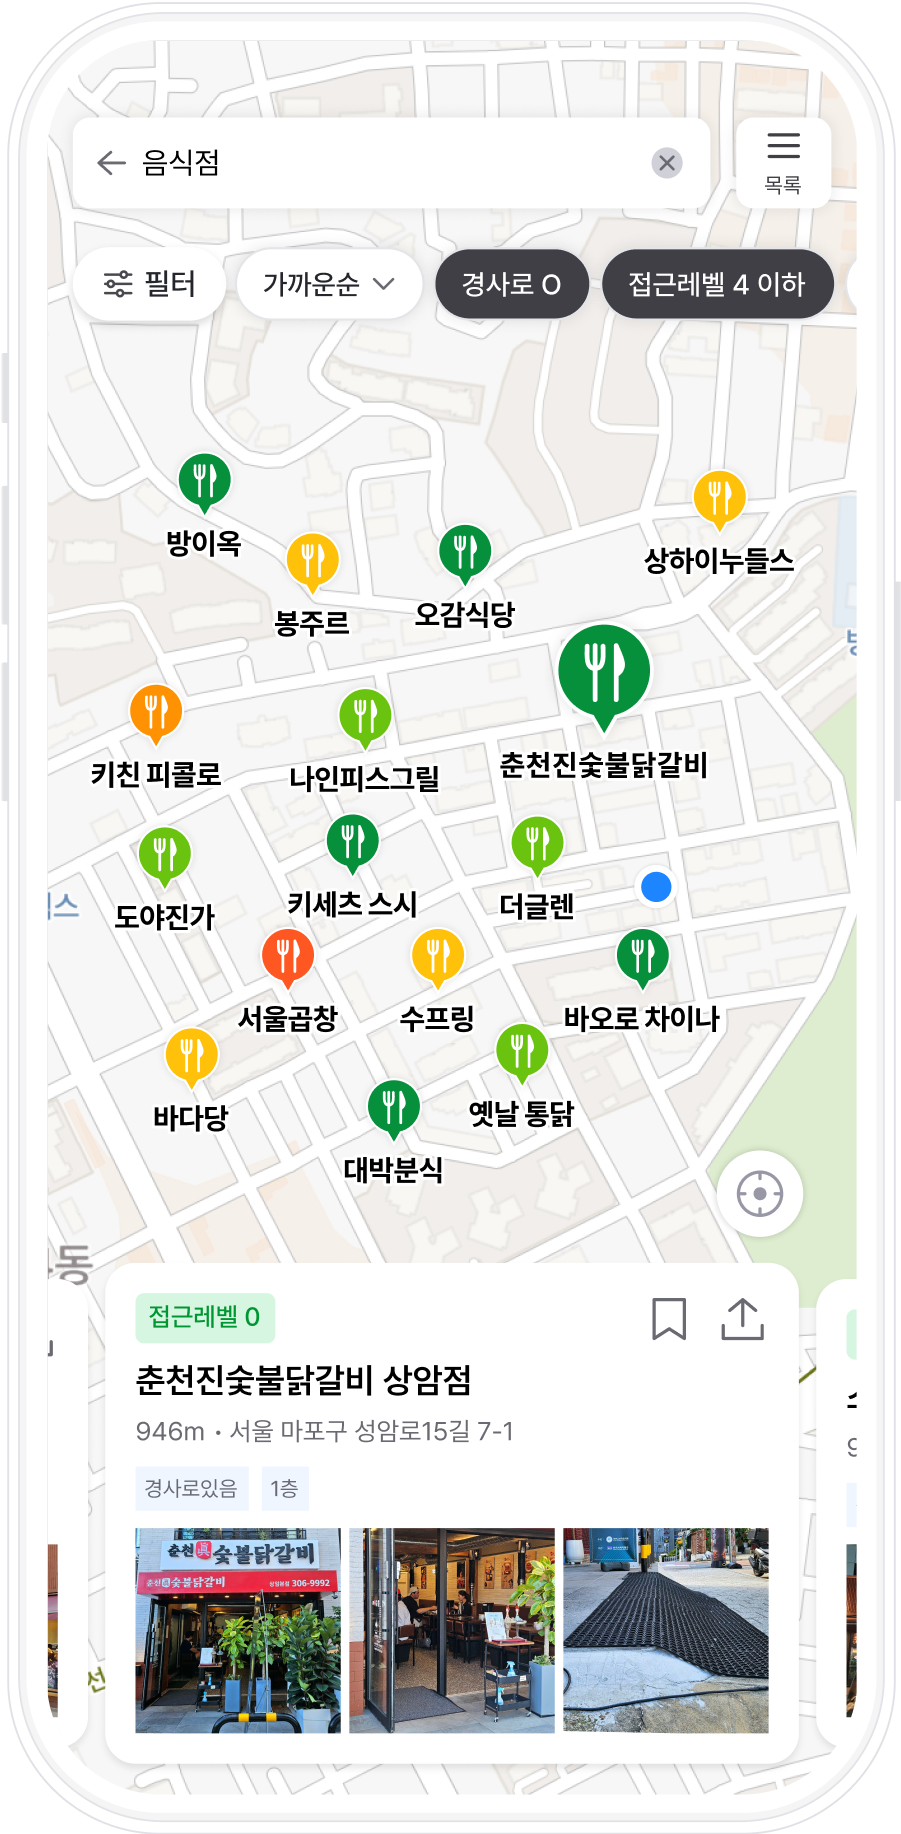 음식점
목록
필터
가까운순
경사로 O
접근레벨 4 이하
방이옥
상하이누들스
봉주르
오감식당
키친 피콜로
나인피스그릴
춘천진숯불닭갈비
도야진가
키세츠 스시
더글렌
스
서울곱창
수프링
바오로 차이나
바다당
옛날 통닭
대박분식
동
접근레벨 0
춘천진숯불닭갈비 상암점
946m • 서울 마포구 성암로15길 7-1
경사로있음
1층
춘천 眞 숯불닭갈비
춘천 眞 숯불닭갈비 상암본점 306-9992
선